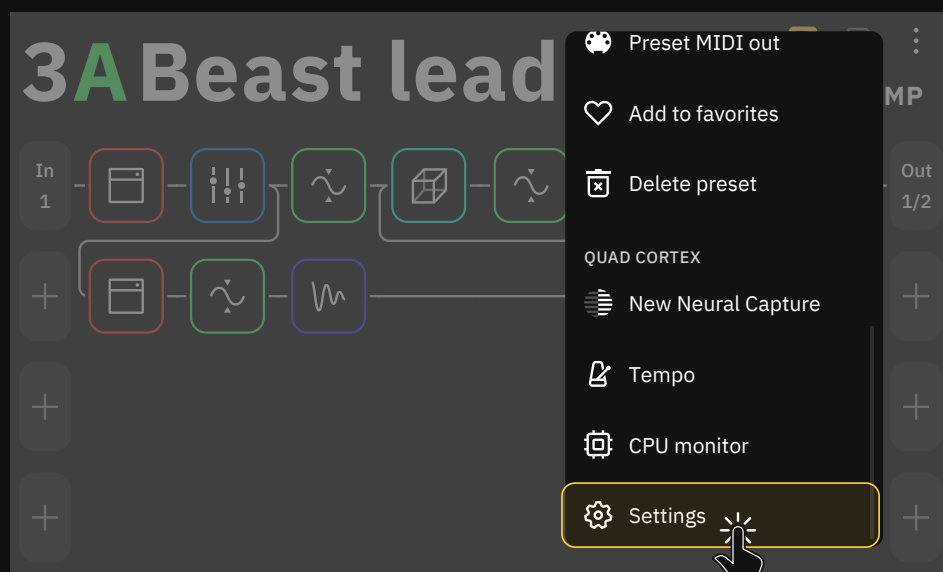 3A Beast lead
MP
In
1
Out
1/2
Preset MIDI out
Add to favorites
Delete preset
QUAD CORTEX
New Neural Capture
Tempo
CPU monitor
Settings